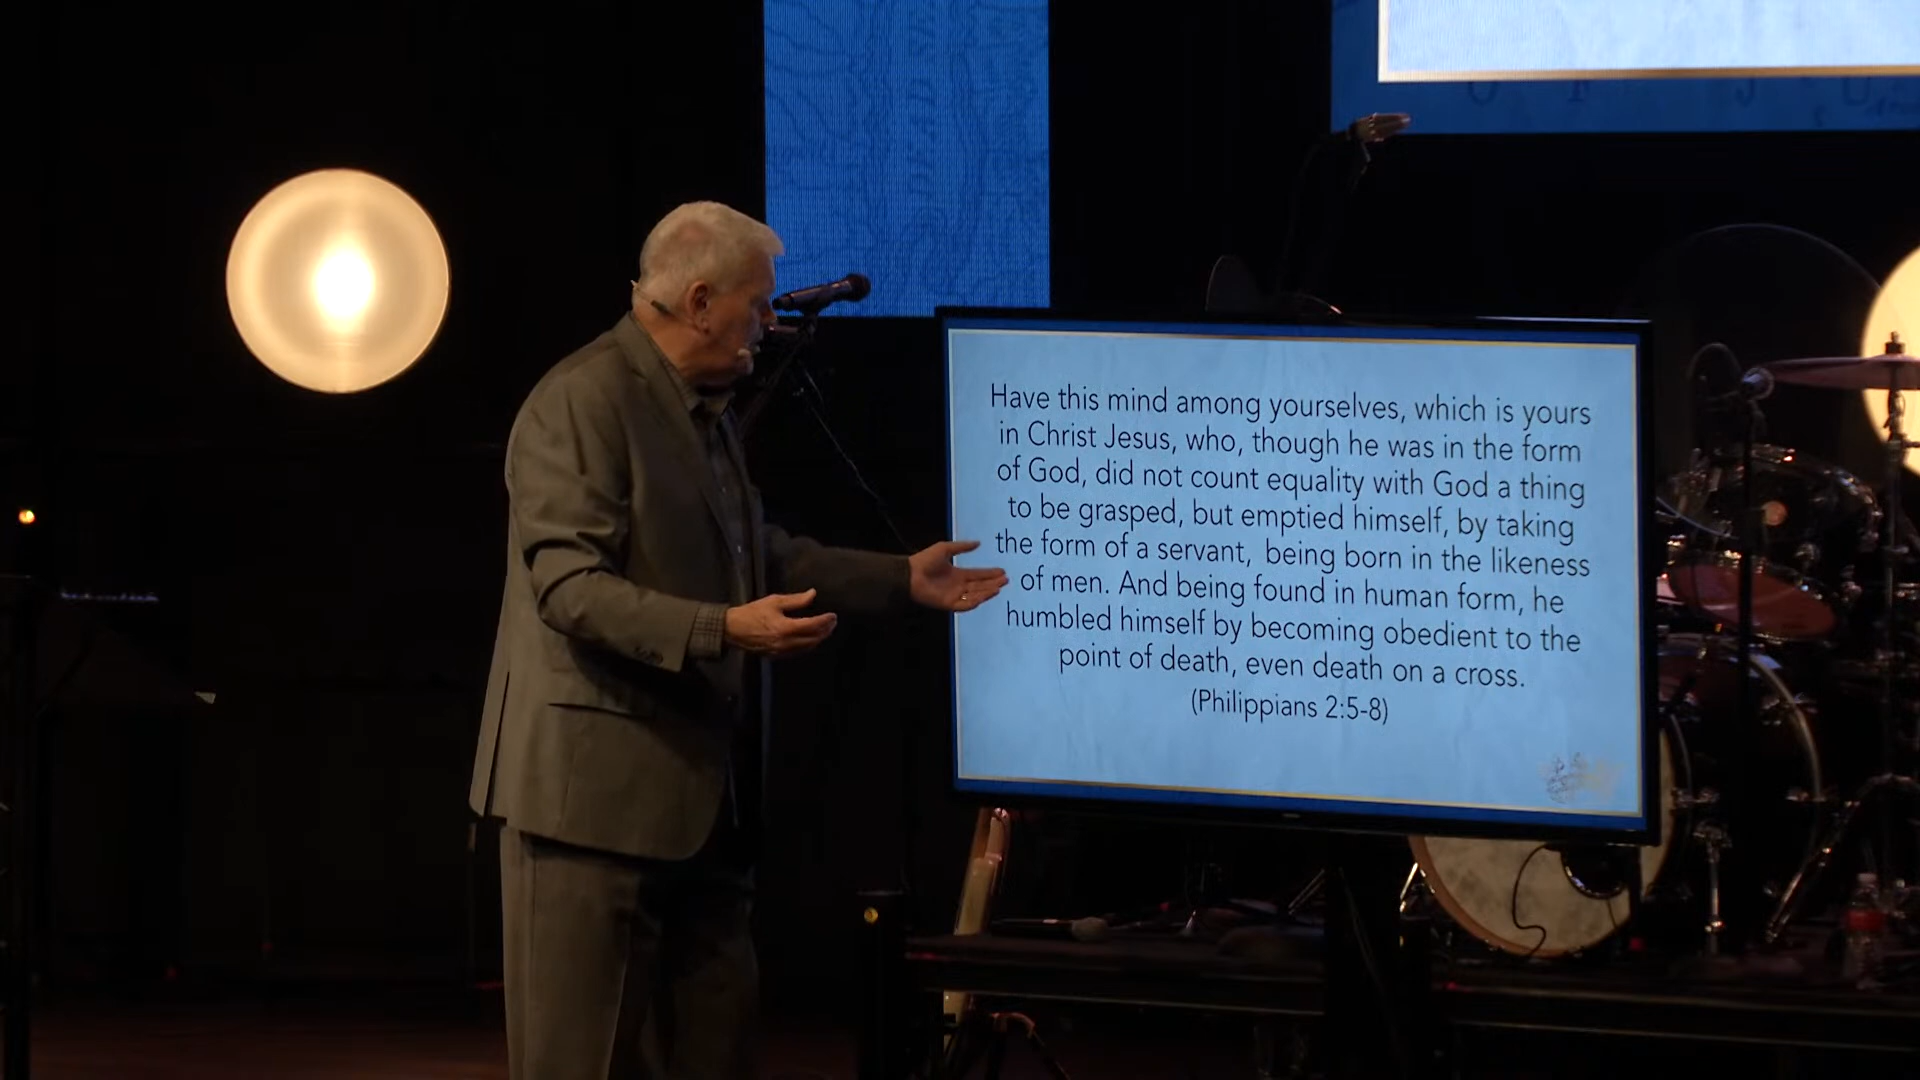 DEAD SEA
Have this mind among yourselves, which is yours
in Christ Jesus, who, though he was in the form
of God, did not count equality with God a thing
to be grasped, but emptied himself, by taking
the form of a servant, being born in the likeness
of men. And being found in human form, he
humbled himself by becoming obedient to the
point of death, even death on a cross.
(Philippians 2:5-8)